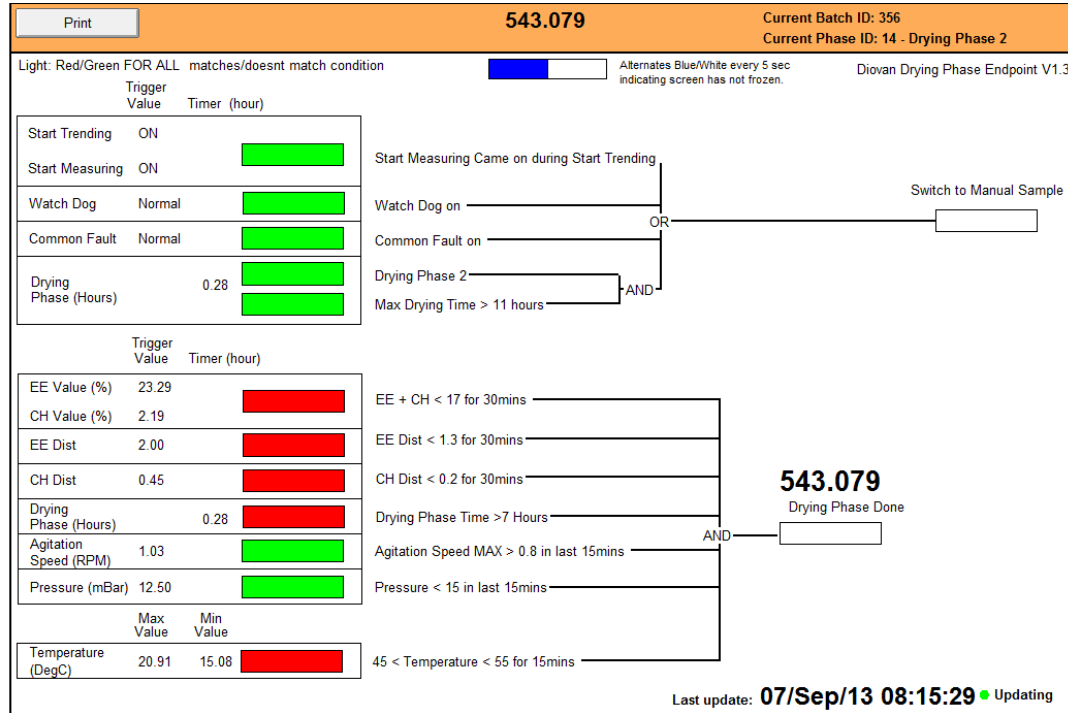 Print
543.079
Current Batch ID: 356
Current Phase ID: 14 - Drying Phase 2
Light: Red/Green FOR ALL matches/doesnt match condition
Alternates Blue/White every 5 sec
indicating screen has not frozen.
Diovan Drying Phase Endpoint V1.3
Trigger
Value Timer (hour)
Start Trending ON
Start Measuring ON
Start Measuring Came on during Start Trending
Watch Dog Normal
Watch Dog on
Common Fault Normal
Common Fault on
Drying
Phase (Hours) 0.28
Drying Phase 2
Max Drying Time > 11 hours
AND
OR
Switch to Manual Sample
Trigger
Value Timer (hour)
EE Value (%) 23.29
CH Value (%) 2.19
EE + CH < 17 for 30mins
EE Dist 2.00
EE Dist < 1.3 for 30mins
CH Dist 0.45
CH Dist < 0.2 for 30mins
Drying
Phase (Hours) 0.28
Drying Phase Time >7 Hours
Agitation
Speed (RPM) 1.03
Agitation Speed MAX > 0.8 in last 15mins
Pressure (mBar) 12.50
Pressure < 15 in last 15mins
AND
543.079
Drying Phase Done
Max Min
Value Value
Temperature
(DegC) 20.91 15.08
45 < Temperature < 55 for 15mins
Last update: 07/Sep/13 08:15:29 Updating